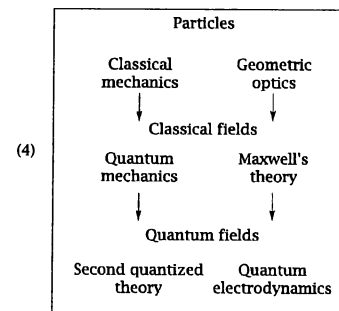 Particles
Classical mechanics
Geometric optics
Classical fields
(4)
Quantum mechanics
Maxwell's theory
Quantum fields
Second quantized theory
Quantum electrodynamics